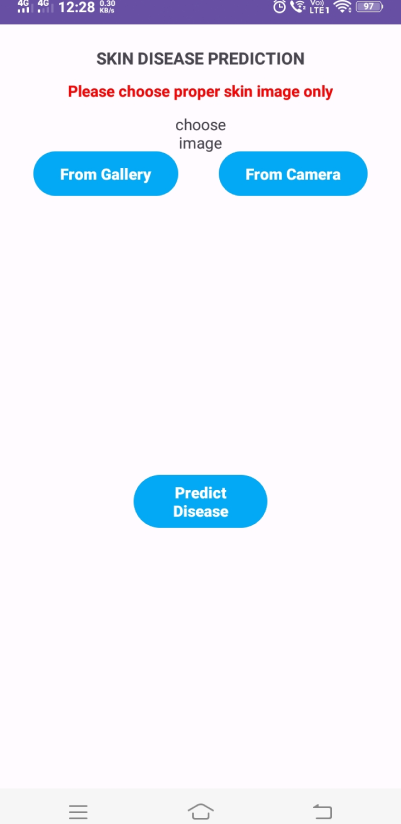 4G 4G 12:28 0.30 KB/s Vo) LTE1 97
SKIN DISEASE PREDICTION
Please choose proper skin image only
choose
image
From Gallery From Camera
Predict
Disease